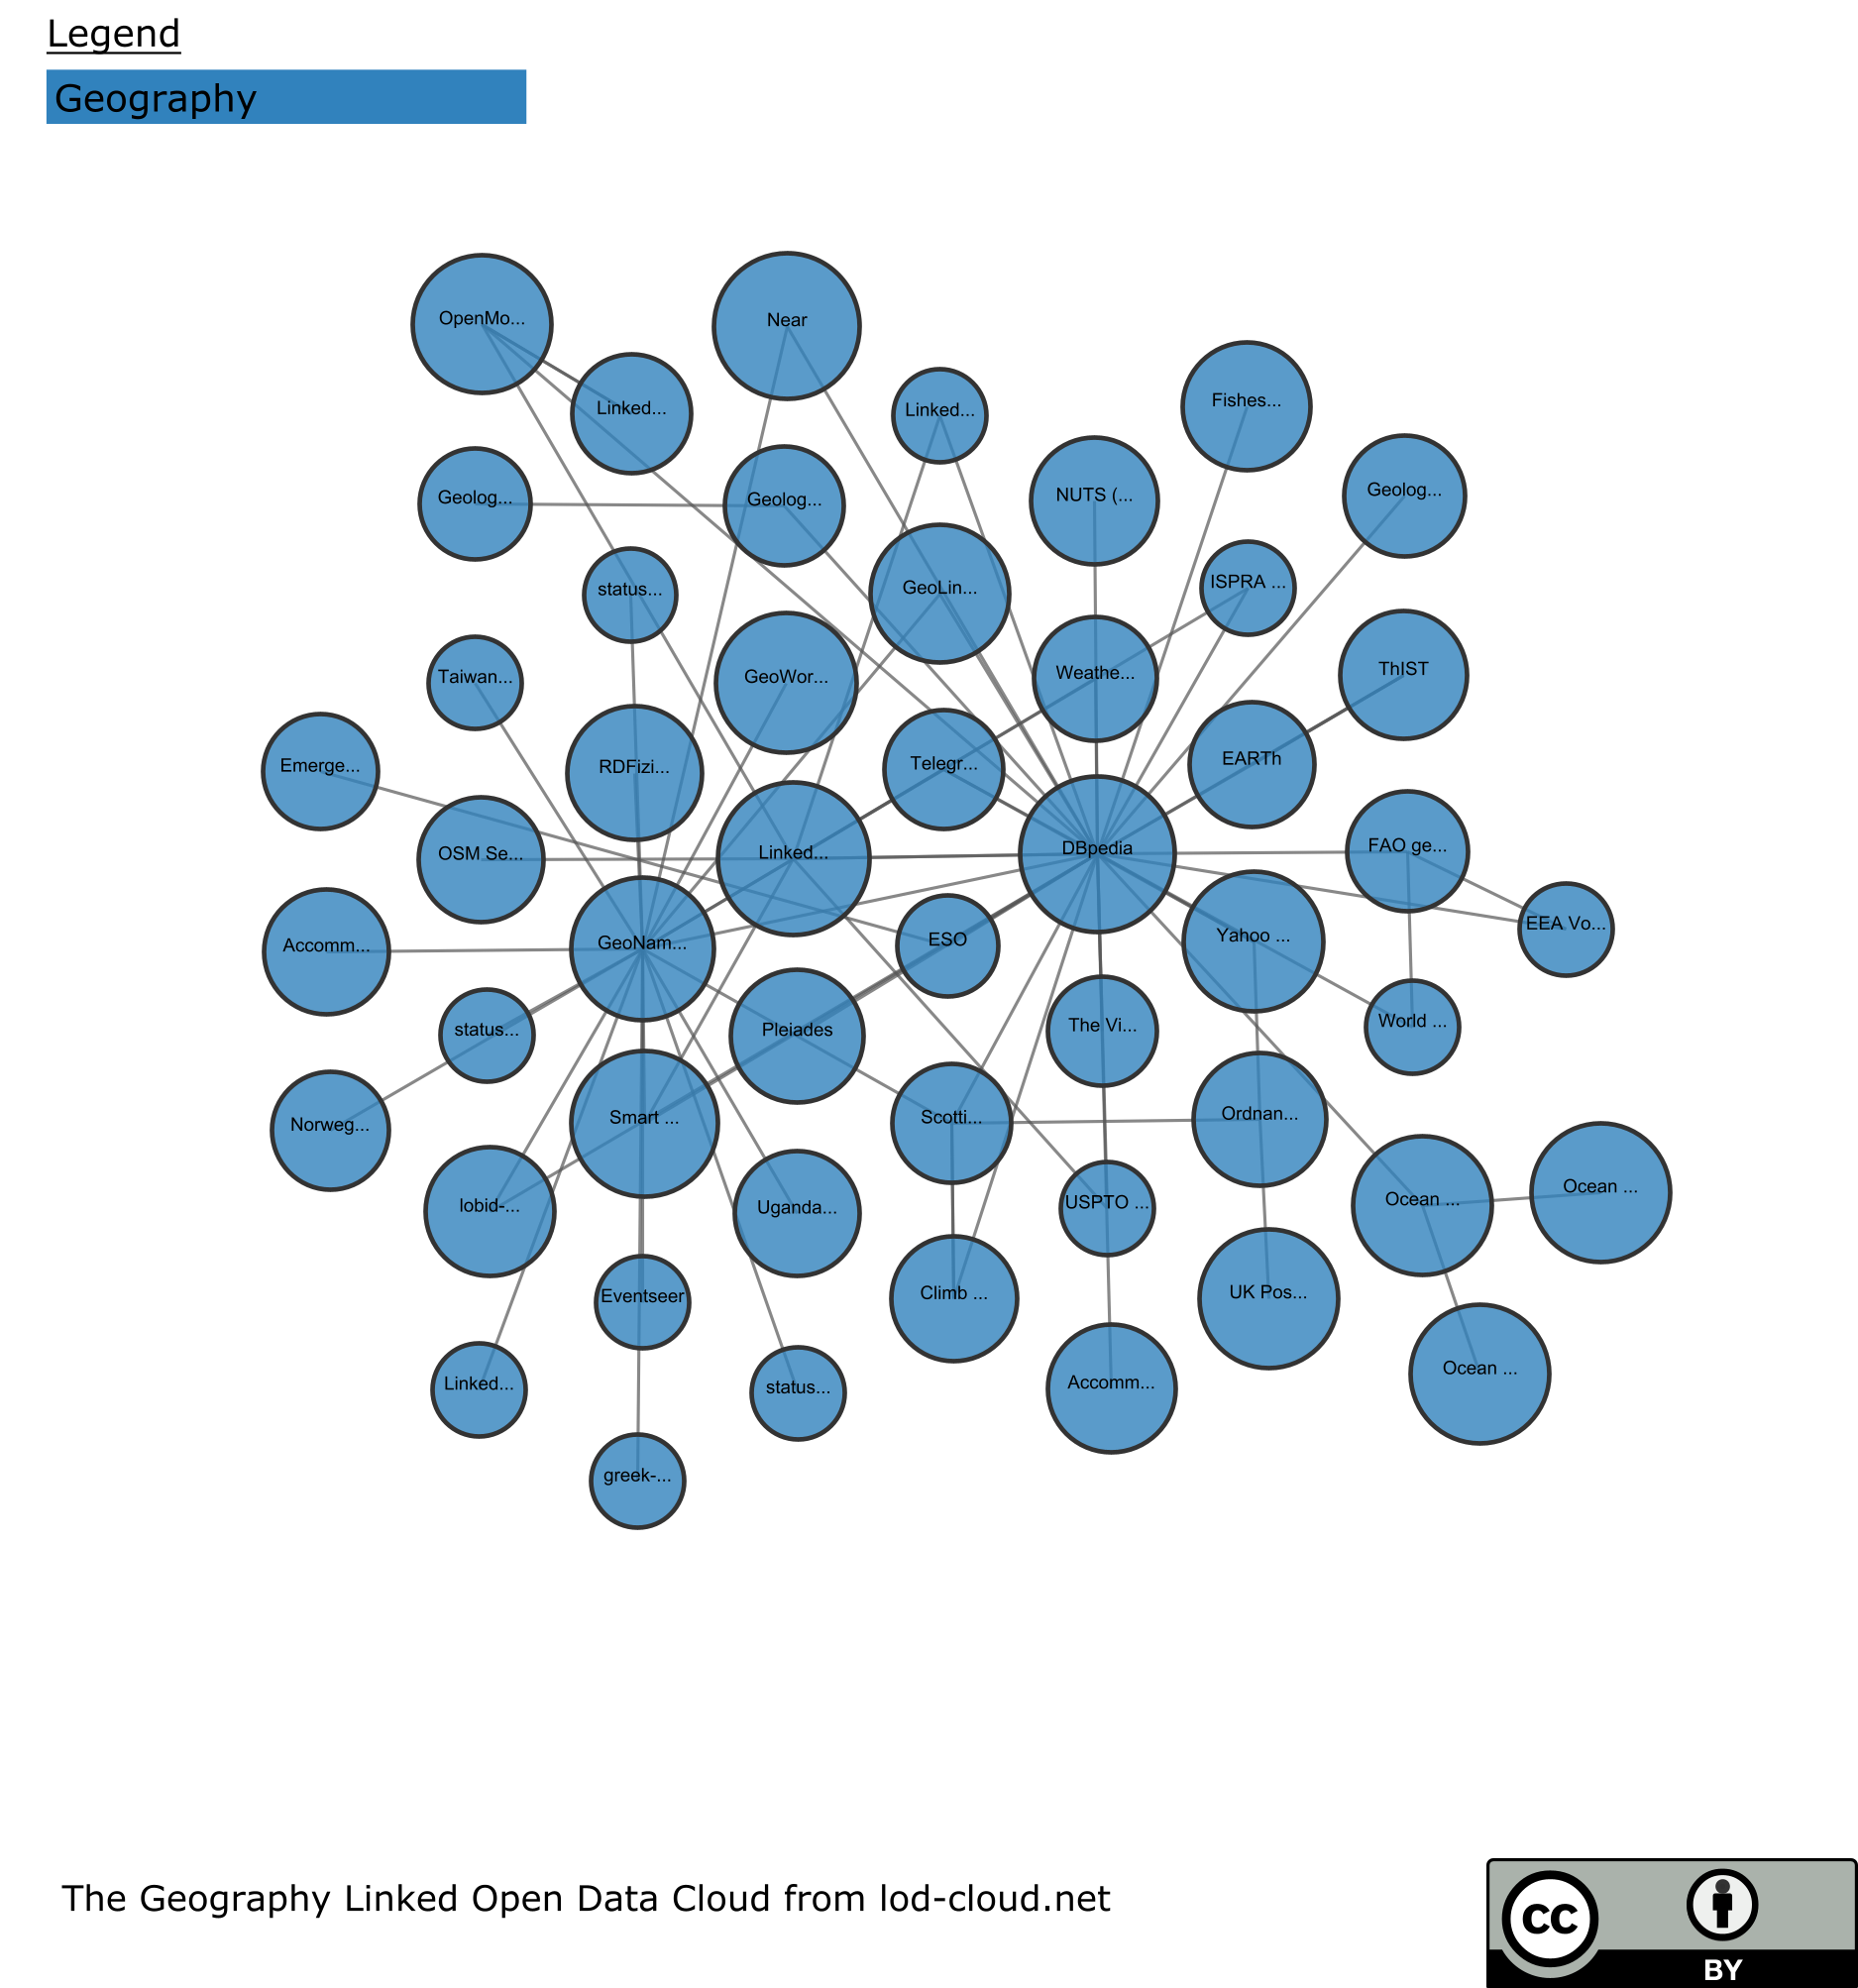 Legend
Geography
OpenMo...
Near
Linked...
Linked...
Fishes...
Geolog...
Geolog...
NUTS (...
Geolog...
status...
GeoLin...
ISPRA ...
Taiwan...
GeoWor...
Weathe...
ThIST
Emerge...
RDFizi...
Telegr...
EARTh
OSM Se...
Linked...
DBpedia
FAO ge...
Accomm...
GeoNam...
ESO
Yahoo ...
EEA Vo...
status...
Pleiades
The Vi...
World ...
Norweg...
Smart ...
Scotti...
Ordnan...
lobid-...
Uganda...
USPTO ...
Ocean ...
Ocean ...
Eventseer
Climb ...
UK Pos...
Linked...
status...
Accomm...
Ocean ...
greek-...
The Geography Linked Open Data Cloud from lod-cloud.net
cc
BY